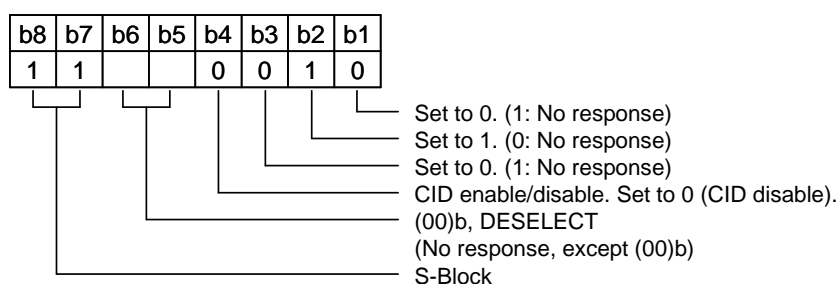 b8 b7 b6 b5 b4 b3 b2 b1
1 1 0 0 1 0
Set to 0. (1: No response)
Set to 1. (0: No response)
Set to 0. (1: No response)
CID enable/disable. Set to 0 (CID disable).
(00)b, DESELECT
(No response, except (00)b)
S-Block